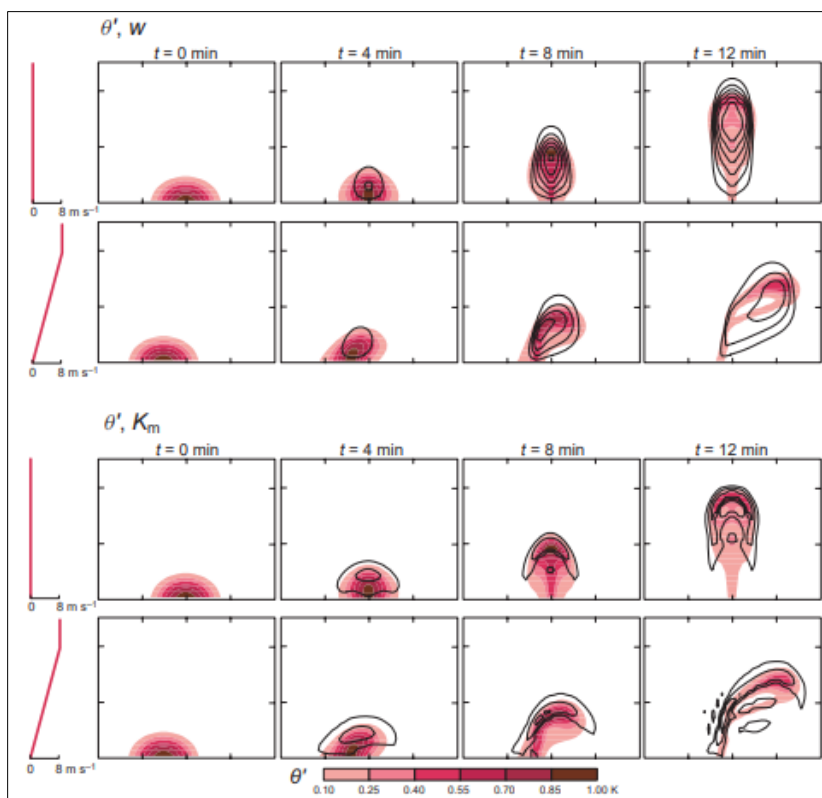 θ′, w
t = 0 min t = 4 min t = 8 min t = 12 min
0 8 m s⁻¹
0 8 m s⁻¹
θ′, Kₘ
t = 0 min t = 4 min t = 8 min t = 12 min
0 8 m s⁻¹
0 8 m s⁻¹
θ′
0.10 0.25 0.40 0.55 0.70 0.85 1.00 K